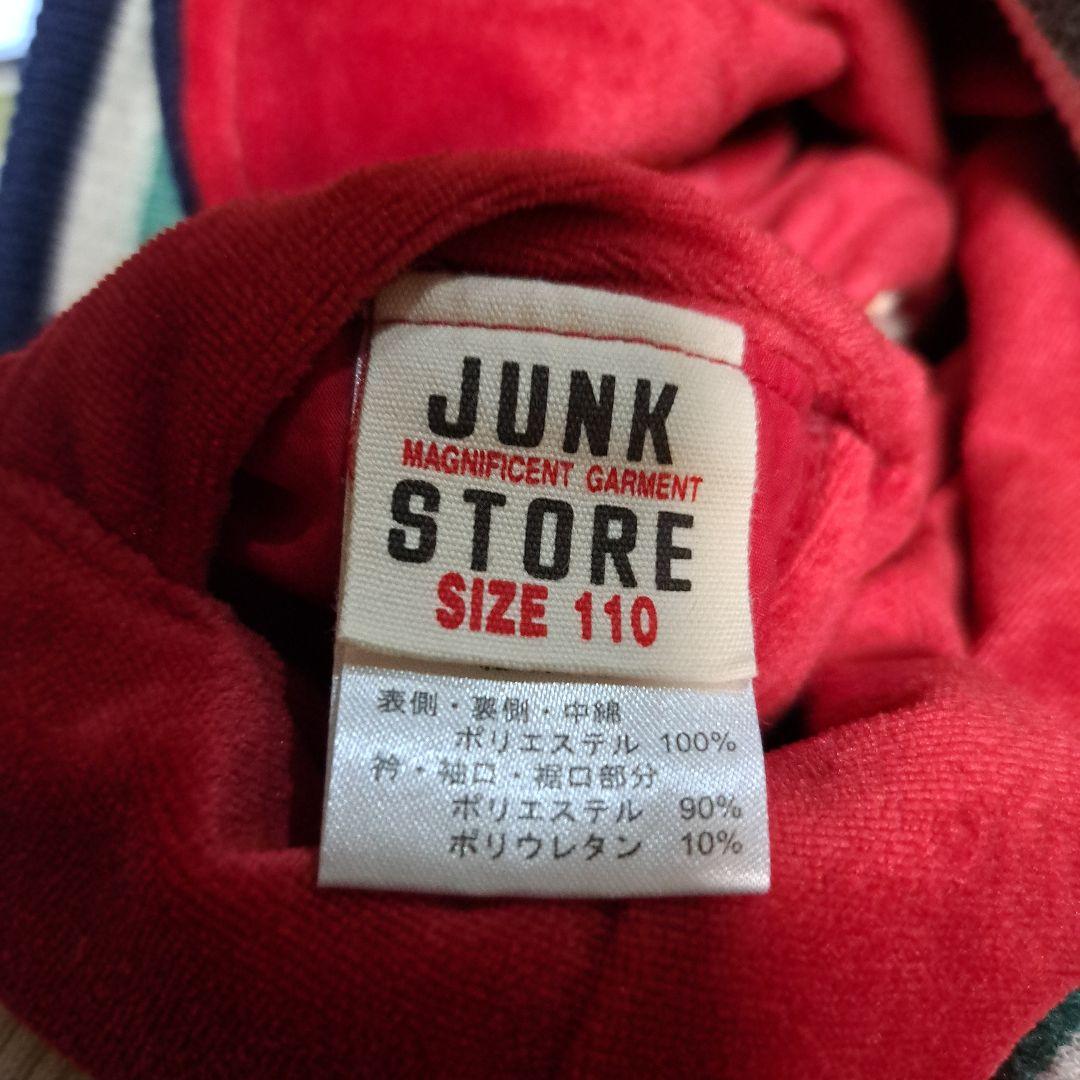 JUNK
MAGNIFICENT GARMENT
STORE
SIZE 110
表側・裏側・中綿
ポリエステル 100%
衿・袖口・裾口部分
ポリエステル 90%
ポリウレタン 10%